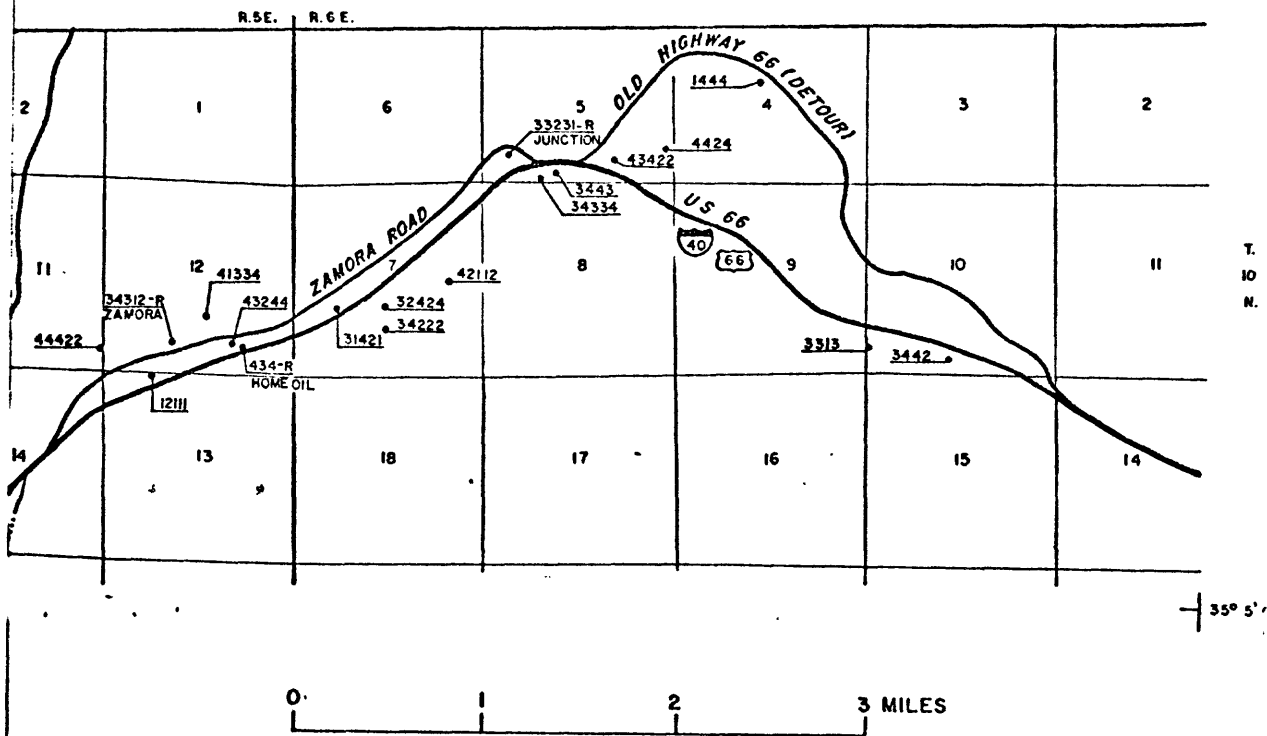 R.5E. R.6E.
OLD HIGHWAY 66 (DETOUR)
2 1 6 5 4 3 2
1444
33231-R
JUNCTION
4424
43422
3443
34334
ZAMORA ROAD
US 66
40
66
T.
10
N.
11 12 7 8 9 10 11
41334
42112
34312-R
ZAMORA
43244
32424
34222
44422
31421
3313
3442
434-R
HOME OIL
12111
14 13 18 17 16 15 14
35° 5'
0 1 2 3 MILES